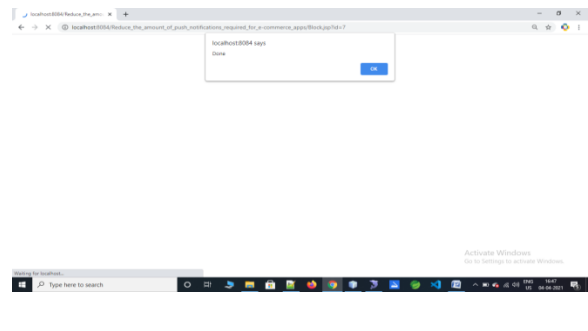 localhost:8084/Reduce_the_amo
localhost:8084/Reduce_the_amount_of_push_notifications_required_for_e-commerce_apps/Block.jsp?id=7
localhost:8084 says
Done
OK
Activate Windows
Go to Settings to activate Windows.
Waiting for localhost...
Type here to search
ENG
US
16:47
06-04-2021